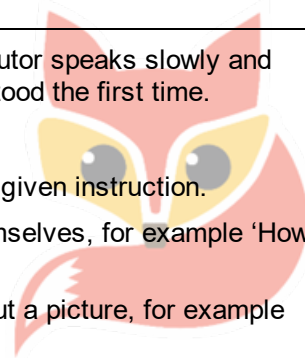 utor speaks slowly and
ood the first time.
given instruction.
nselves, for example ‘How
ut a picture, for example